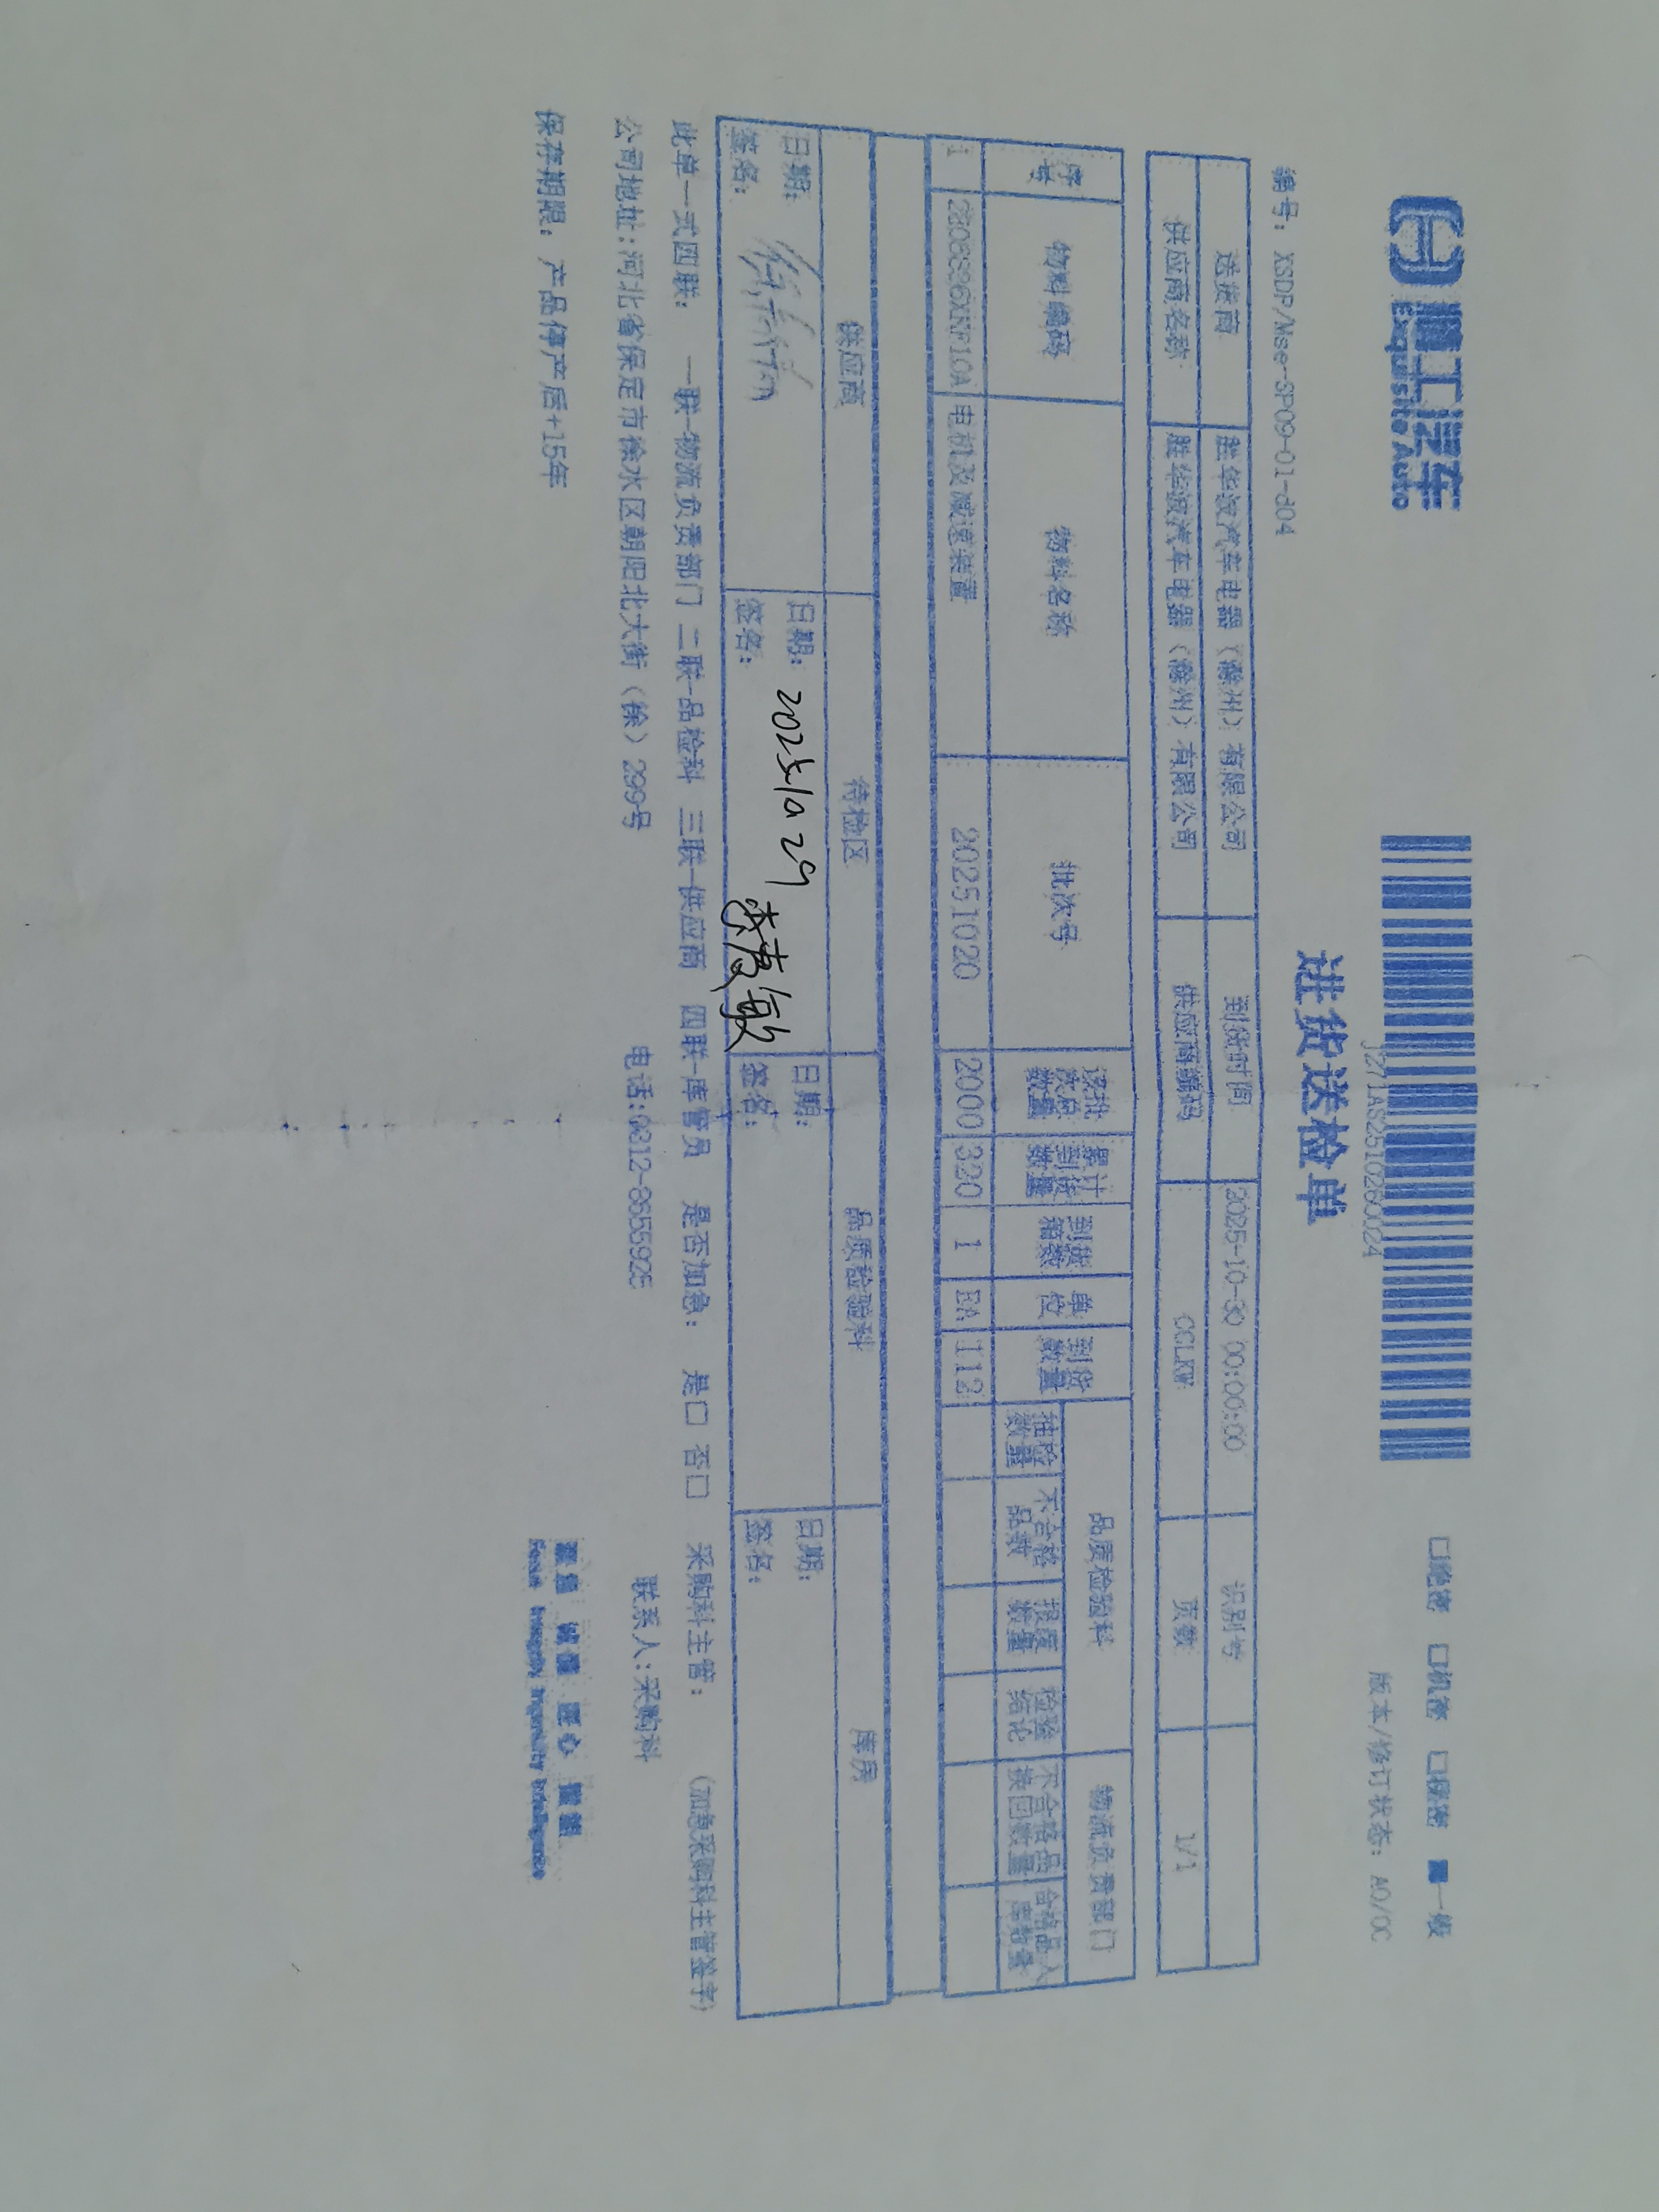 精工汽车
Exquisite Auto
J271AS2510260024
□绝密 □机密 □秘密 ■一般
版本/修订状态：A0/0C
进货送检单
编号：XSDP/Mse-SP09-01-d04
送货商 胜华波汽车电器（滁州）有限公司 到货时间 2025-10-30 00:00:00 识别号
供应商名称 胜华波汽车电器（滁州）有限公司 供应商编码 CCLKW 页数 1/1
序号 物料编码 物料名称 批次号 该批次总数量 累计到货数量 到货箱数 单位 到货数量 品质检验科 物流负责部门
抽检数量 不合格品数 报废数量 检验结论 不合格品换回数量 合格品入库数量
1 电机及减速装置 20251020 2000 320 1 EA 112
供应商 待检区 品质检验科 库房
日期： 日期：2025 10 29 日期： 日期：
签名： 签名： 签名： 签名：
此单一式四联： 一联-物流负责部门 二联-品检科 三联-供应商 四联-库管员 是否加急： 是□ 否□ 采购科主管： （加急采购科主管签字）
公司地址:河北省保定市徐水区朝阳北大街（徐）299号 电话:0312-8655925 联系人:采购科
保存期限：产品停产后+15年
Focus Integrity Ingenuity Intelligence